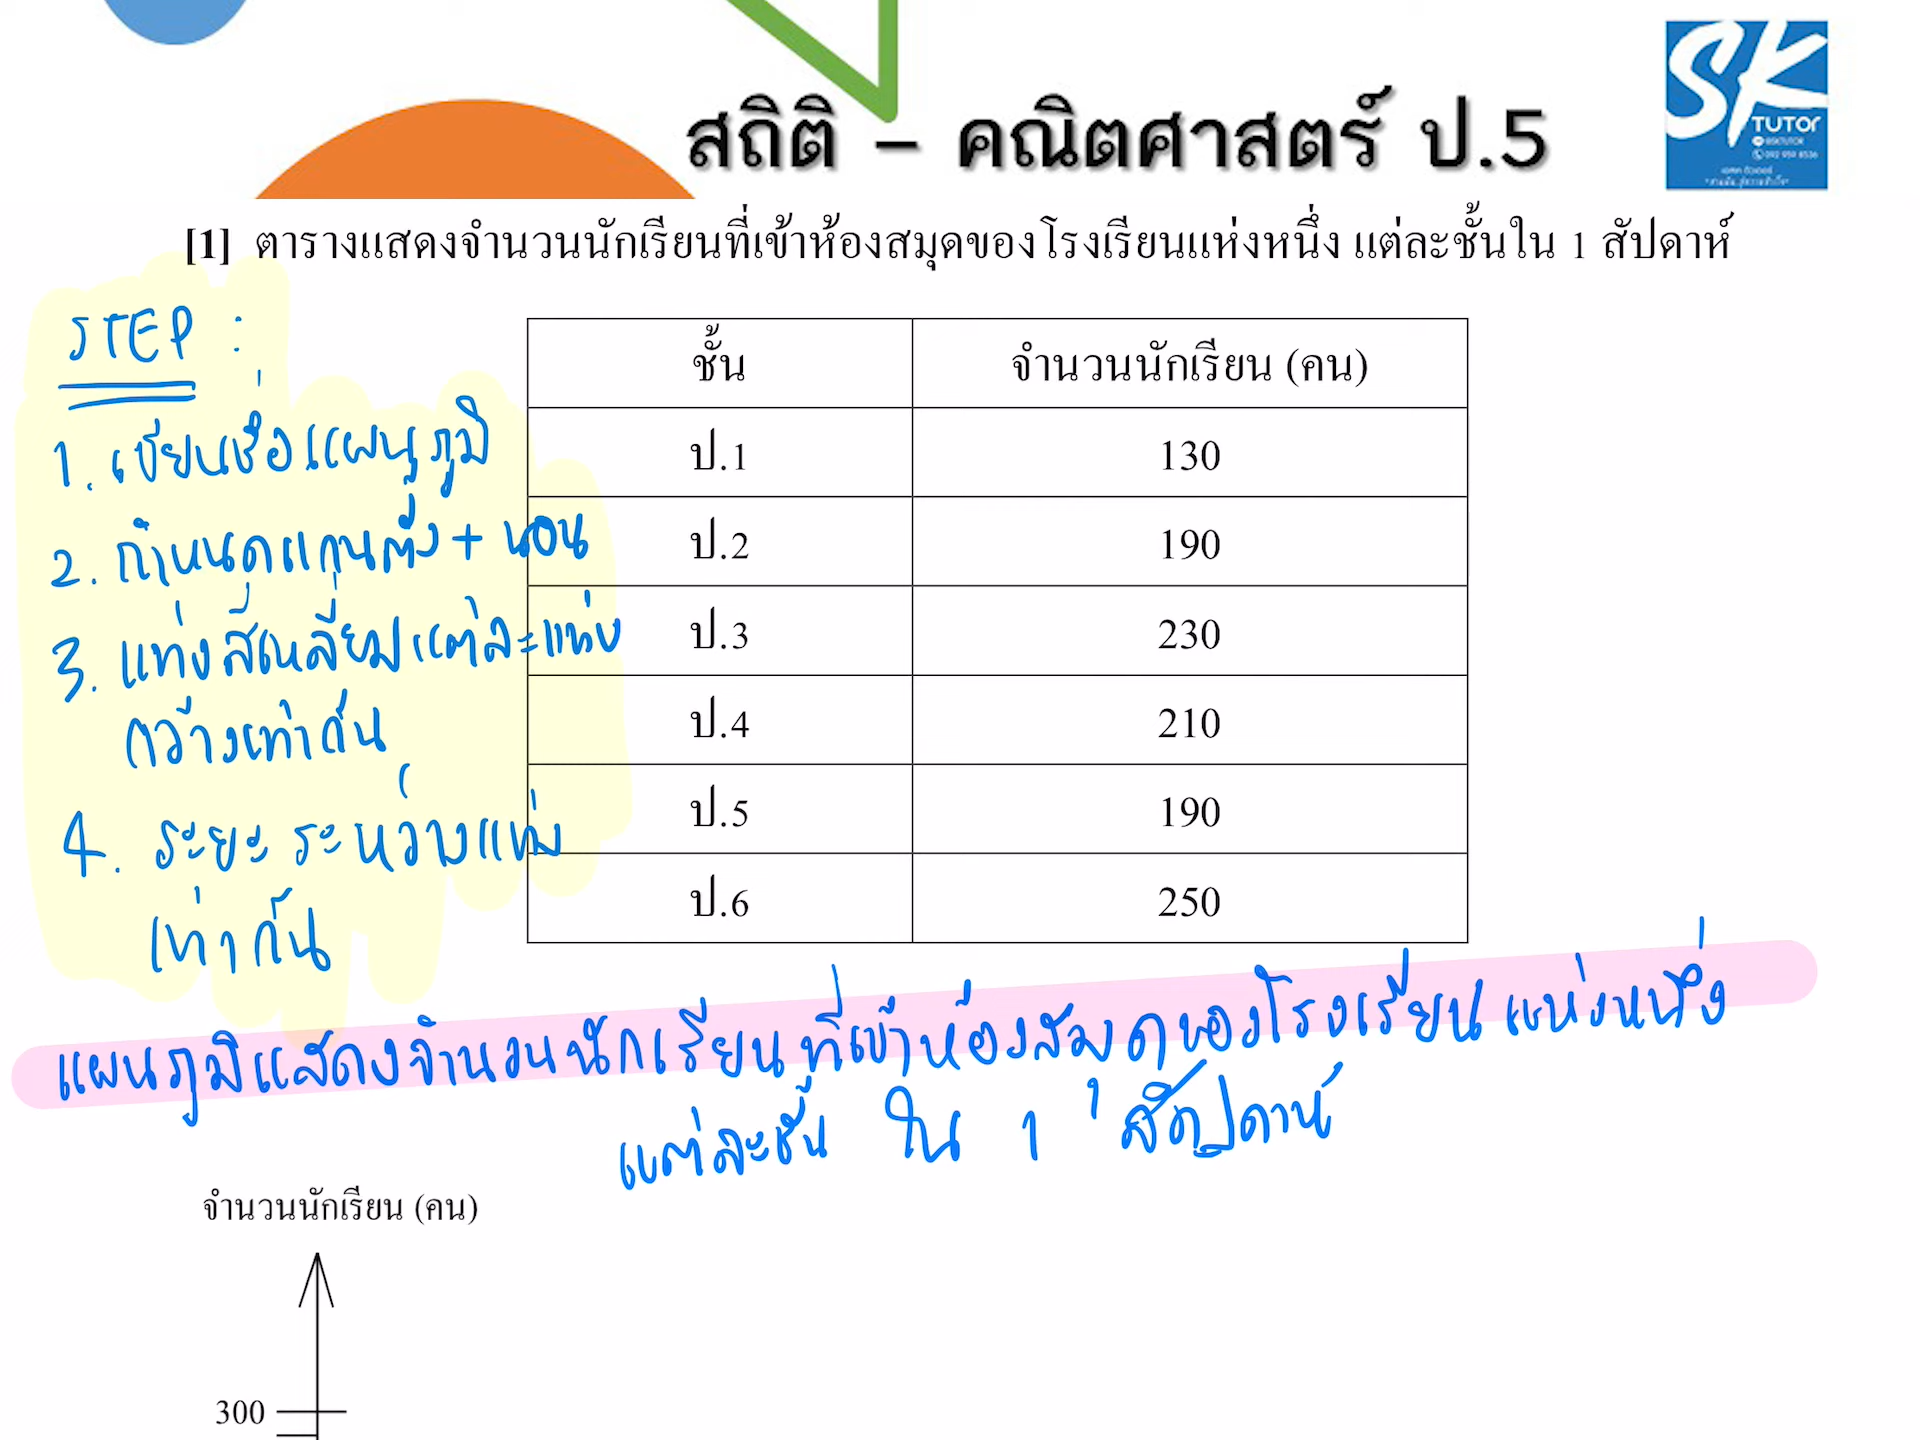 สถิติ – คณิตศาสตร์ ป.5
SK
TUTOR
[1] ตารางแสดงจำนวนนักเรียนที่เข้าห้องสมุดของโรงเรียนแห่งหนึ่ง แต่ละชั้นใน 1 สัปดาห์
STEP :
1. เขียนชื่อแผนภูมิ
2. กำหนดแกนตั้ง + นอน
3. แท่งสี่เหลี่ยมแต่ละแท่ง
กว้างเท่ากัน
4. ระยะระหว่างแท่ง
เท่ากัน
ชั้น จำนวนนักเรียน (คน)
ป.1 130
ป.2 190
ป.3 230
ป.4 210
ป.5 190
ป.6 250
แผนภูมิแสดงจำนวนนักเรียนที่เข้าห้องสมุดของโรงเรียนแห่งหนึ่ง
แต่ละชั้น ใน 1 สัปดาห์
จำนวนนักเรียน (คน)
300